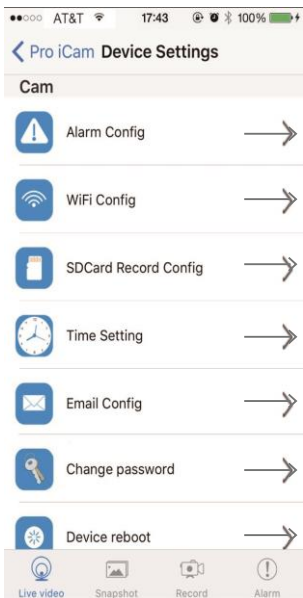 AT&T 17:43 100%
Pro iCam Device Settings
Cam
Alarm Config
WiFi Config
SDCard Record Config
Time Setting
Email Config
Change password
Device reboot
Live video Snapshot Record Alarm